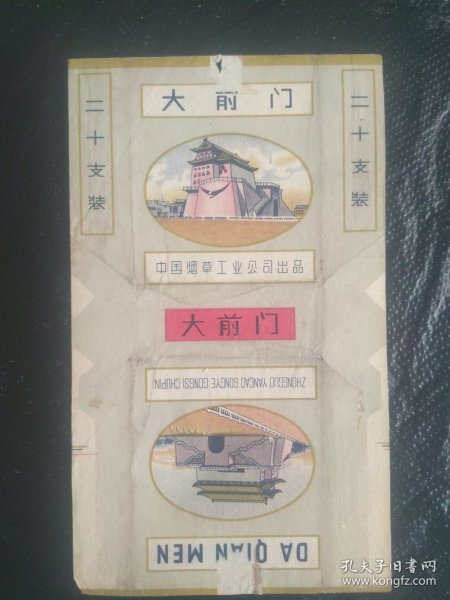 大前门
二十支装
二十支装
中国烟草工业公司出品
大前门
ZHONGGUO YANCAO GONGYE GONGSI CHUPIN
DA QIAN MEN
孔夫子旧书网
www.kongfz.com